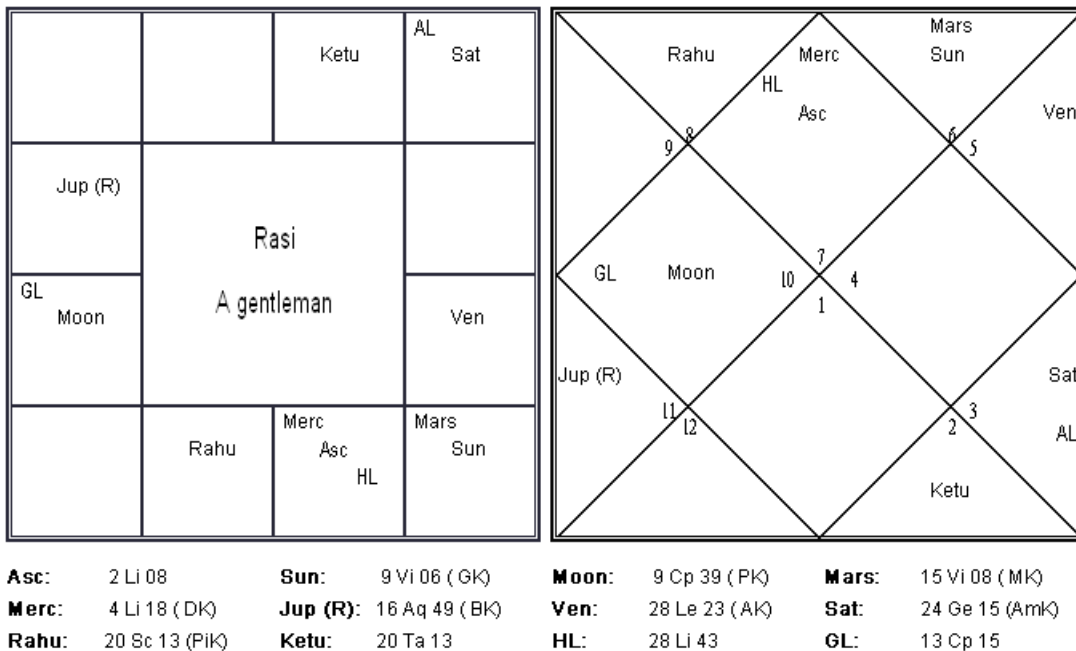 AL
Ketu Sat
Jup (R)
Rasi
A gentleman
GL
Moon
Ven
Merc
Mars
Rahu
Asc
Sun
HL
Mars
Rahu Merc Sun
HL
Asc
Ven
8 6
9 5
GL Moon
7
10 4
1
Jup (R) Sat
11 3
12 2
AL
Ketu
Asc: 2 Li 08 Sun: 9 Vi 06 (GK) Moon: 9 Cp 39 (PK) Mars: 15 Vi 08 (MK)
Merc: 4 Li 18 (DK) Jup (R): 16 Aq 49 (BK) Ven: 28 Le 23 (AK) Sat: 24 Ge 15 (AmK)
Rahu: 20 Sc 13 (PiK) Ketu: 20 Ta 13 HL: 28 Li 43 GL: 13 Cp 15